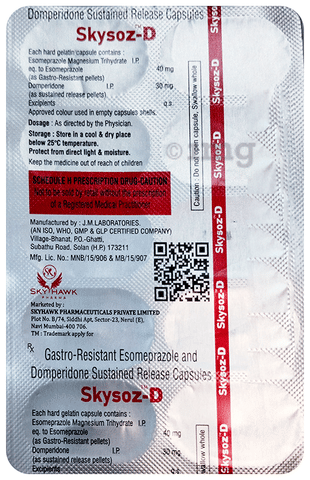 Domperidone Sustained Release Capsules
Skysoz-D
Each hard gelatin capsule contains :
Esomeprazole Magnesium Trihydrate I.P.
eq. to Esomeprazole 40 mg
(as Gastro-Resistant pellets)
Domperidone I.P. 30 mg
(as sustained release pellets)
Excipients q.s.
Approved colour used in empty capsules shells.
Dosage : As directed by the Physician.
Storage : Store in a cool & dry place
below 25°C temperature.
Protect from direct light & moisture.
Keep the medicine out of reach of children
SCHEDULE H PRESCRIPTION DRUG-CAUTION
Not to be sold by retail without the prescription
of a Registered Medical Practitioner
Manufactured by : J.M.LABORATORIES.
(AN ISO, WHO, GMP & GLP CERTIFIED COMPANY)
Village-Bhanat, P.O.-Ghatti,
Subathu Road, Solan (H.P) 173211
Mfg. Lic. No.: MNB/15/906 & MB/15/907
SKYHAWK
PHARMA
Marketed by :
SKYHAWK PHARMACEUTICALS PRIVATE LIMITED
Plot No. B/74, Siddhi Apt, Sector-23, Nerul (E),
Navi Mumbai-400 706.
TM : Trademark apply for
Rx
Gastro-Resistant Esomeprazole and
Domperidone Sustained Release Capsules
Skysoz-D
Each hard gelatin capsule contains :
Esomeprazole Magnesium Trihydrate I.P.
eq. to Esomeprazole 40 mg
(as Gastro-Resistant pellets)
Domperidone I.P. 30 mg
(as sustained release pellets)
Excipients q.s.
Caution : Do not open capsule, Swallow whole
Skysoz-D
Skysoz-D
Skysoz-D
Skysoz-D
Skysoz-D
allow whole